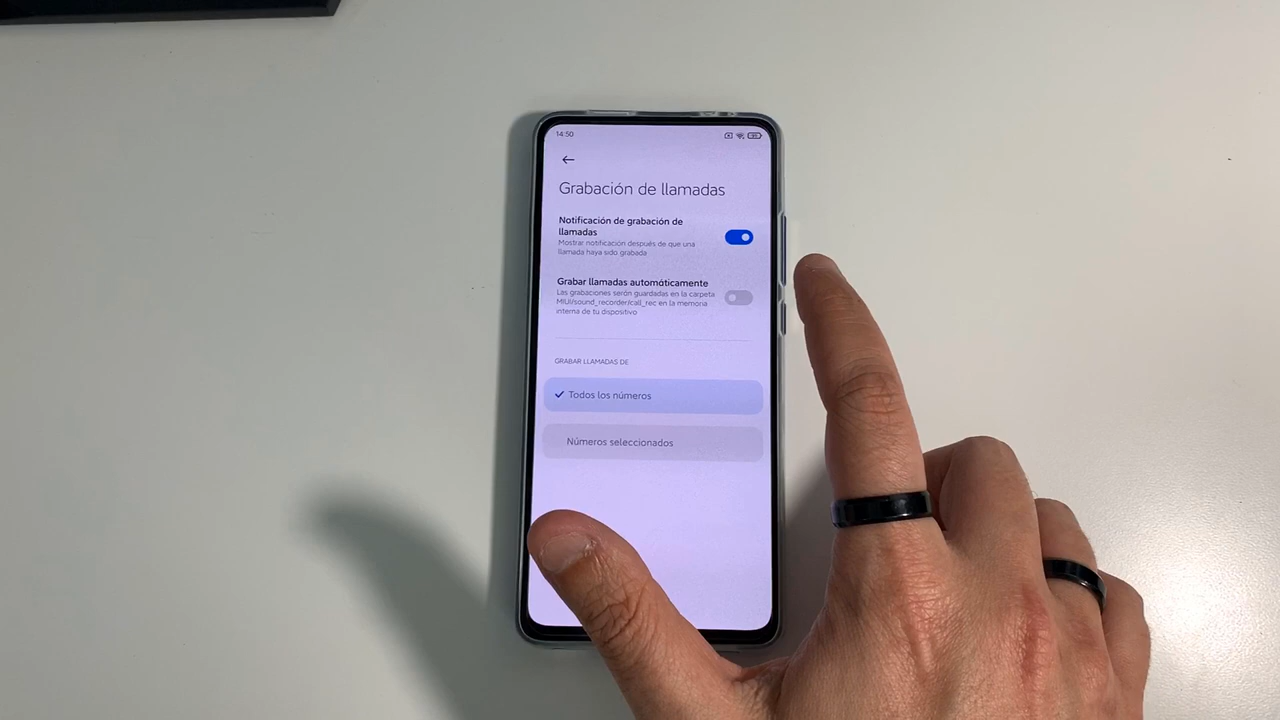 14:50
Grabación de llamadas
Notificación de grabación de
llamadas
Mostrar notificación después de que una
llamada haya sido grabada
Grabar llamadas automáticamente
Las grabaciones serán guardadas en la carpeta
MIUI/sound_recorder/call_rec en la memoria
interna de tu dispositivo
GRABAR LLAMADAS DE
Todos los números
Números seleccionados